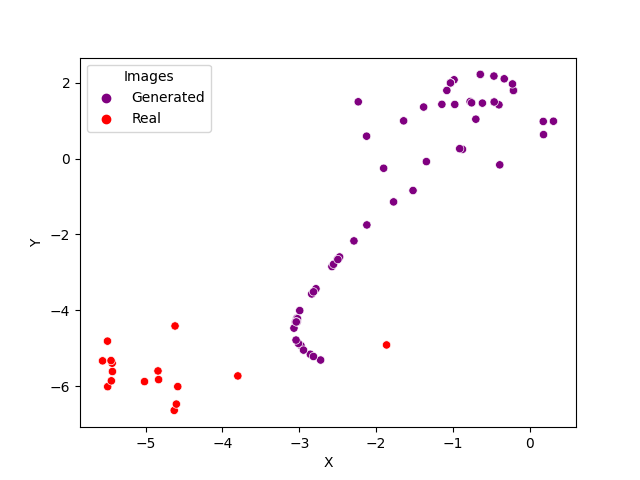 Images
Generated
Real
Y
2
0
−2
−4
−6
−5
−4
−3
−2
−1
0
X